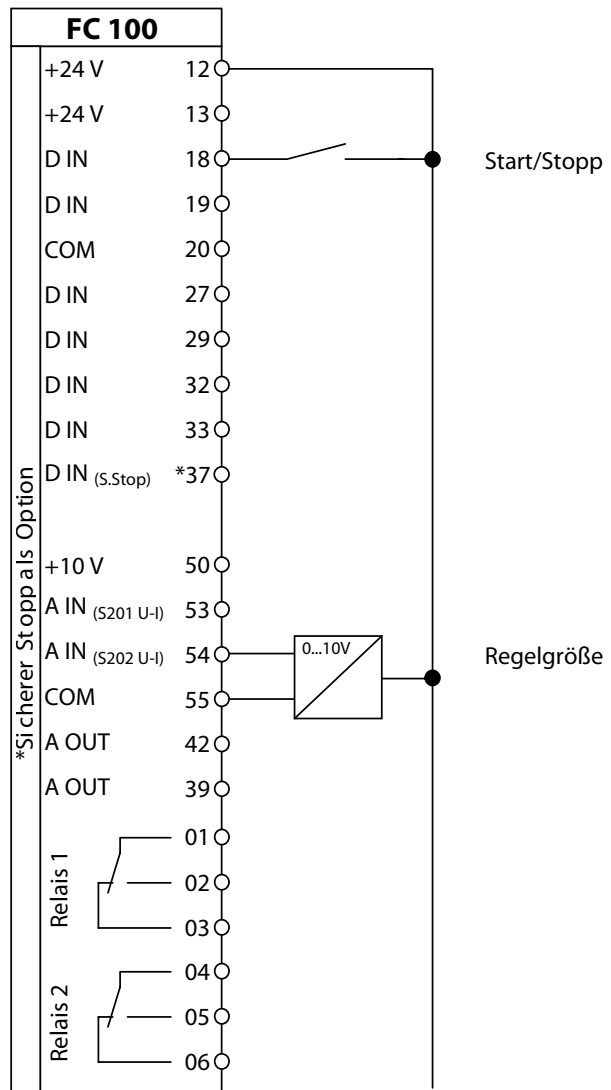 FC 100
+24 V 12
+24 V 13
D IN 18 Start/Stopp
D IN 19
COM 20
D IN 27
D IN 29
D IN 32
D IN 33
D IN (S.Stop) *37
*Sicherer Stopp als Option
+10 V 50
A IN (S201 U-I) 53
A IN (S202 U-I) 54 0...10V Regelgröße
COM 55
A OUT 42
A OUT 39
Relais 1
01
02
03
Relais 2
04
05
06